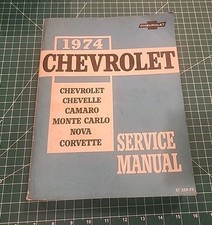 1974
CHEVROLET
CHEVROLET
CHEVELLE
CAMARO
MONTE CARLO
NOVA
CORVETTE
SERVICE
MANUAL